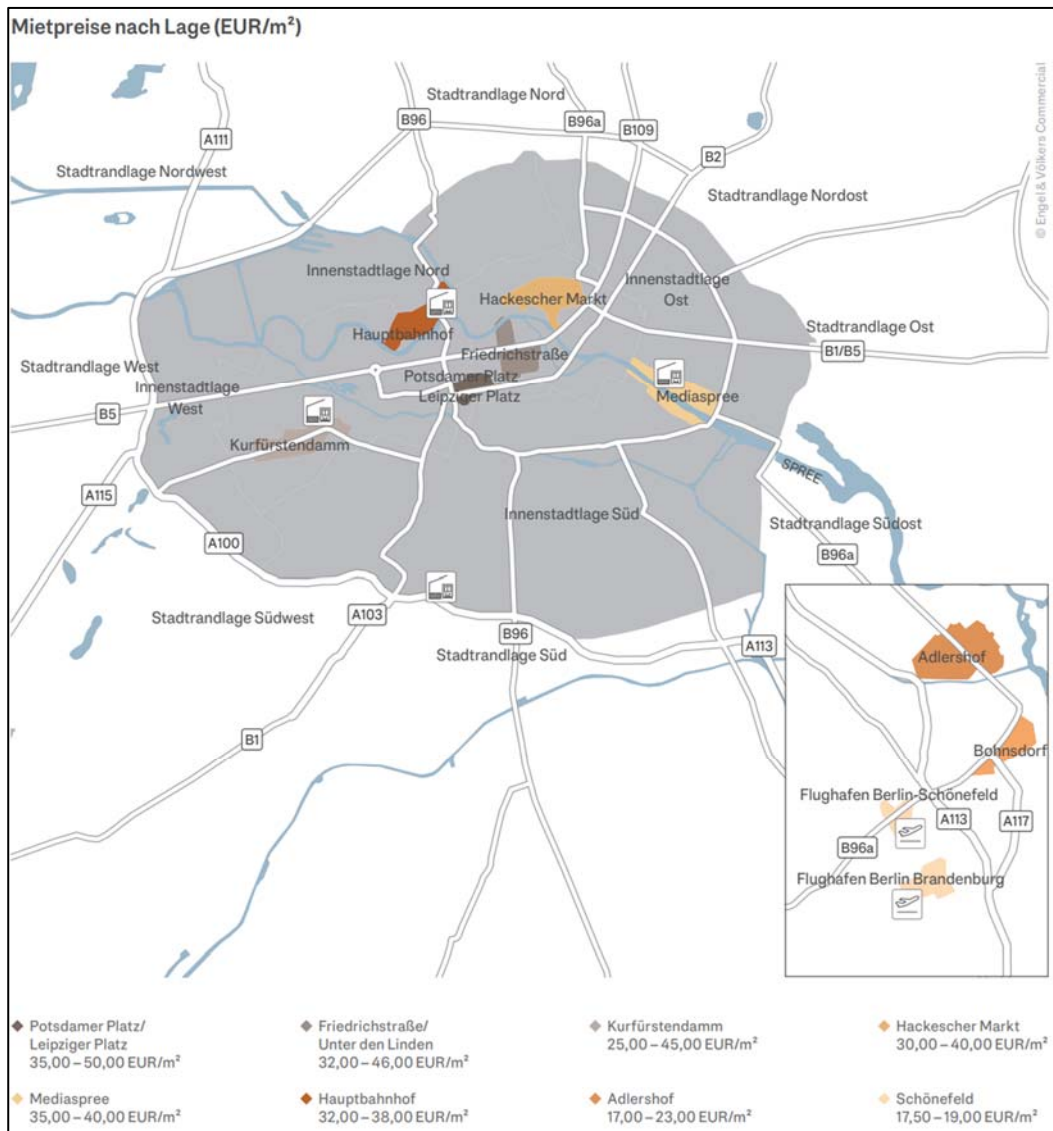 Mietpreise nach Lage (EUR/m²)
© Engel & Völkers Commercial
Stadtrandlage Nord
B96
B96a
B109
A111
B2
Stadtrandlage Nordwest
Stadtrandlage Nordost
Innenstadtlage Nord
Innenstadtlage
Ost
Hackescher Markt
Hauptbahnhof
Stadtrandlage Ost
B1/B5
Friedrichstraße
Stadtrandlage West
Innenstadtlage
West
Potsdamer Platz
Leipziger Platz
Mediaspree
B5
Kurfürstendamm
SPREE
A115
Innenstadtlage Süd
Stadtrandlage Südost
A100
B96a
Stadtrandlage Südwest
A103
B96
A113
Stadtrandlage Süd
B1
Adlershof
Bohnsdorf
Flughafen Berlin-Schönefeld
A113
A117
B96a
Flughafen Berlin Brandenburg
Potsdamer Platz/
Leipziger Platz
35,00 – 50,00 EUR/m²
Friedrichstraße/
Unter den Linden
32,00 – 46,00 EUR/m²
Kurfürstendamm
25,00 – 45,00 EUR/m²
Hackescher Markt
30,00 – 40,00 EUR/m²
Mediaspree
35,00 – 40,00 EUR/m²
Hauptbahnhof
32,00 – 38,00 EUR/m²
Adlershof
17,00 – 23,00 EUR/m²
Schönefeld
17,50 – 19,00 EUR/m²